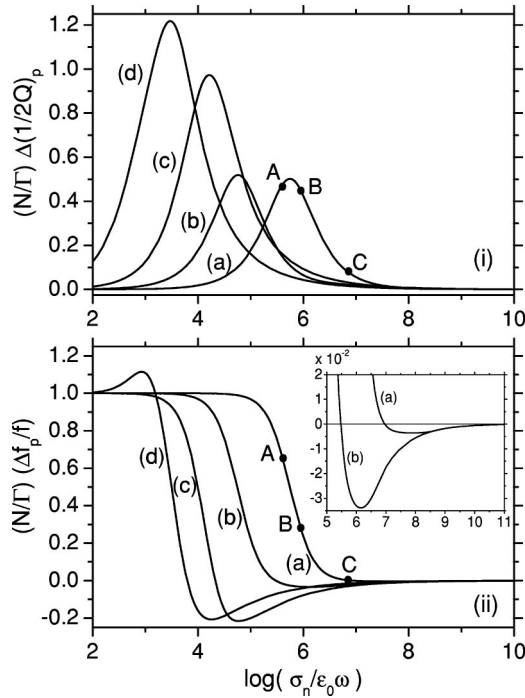 1.2
1.0
0.8
0.6
0.4
0.2
0.0
(N/Γ) Δ(1/2Q)p
(d)
(c)
(b)
(a)
A
B
C
(i)
2 4 6 8 10
1.2
1.0
0.8
0.6
0.4
0.2
0.0
-0.2
(N/Γ) (Δfp/f)
(d)
(c)
(b)
(a)
A
B
C
(ii)
x 10-2
2
1
0
-1
-2
-3
(a)
(b)
5 6 7 8 9 10 11
2 4 6 8 10
log( σn/ε0ω)